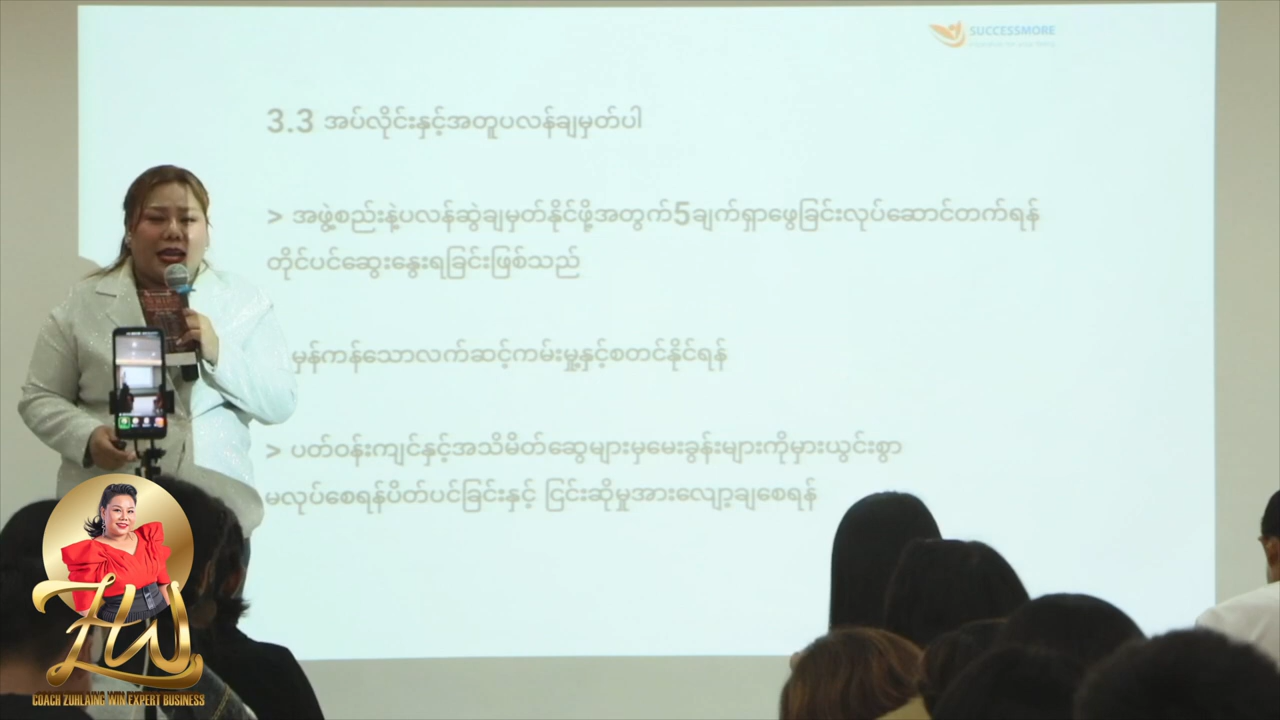 SUCCESSMORE
3.3 အပ်လိုင်းနှင့်အတူပလန်ချမှတ်ပါ
> အဖွဲ့စည်းနဲ့ပလန်ဆွဲချမှတ်နိုင်ဖို့အတွက်5ချက်ရှာဖွေခြင်းလုပ်ဆောင်တက်ရန်
တိုင်ပင်ဆွေးနွေးရခြင်းဖြစ်သည်
မှန်ကန်သောလက်ဆင့်ကမ်းမှု့နှင့်စတင်နိုင်ရန်
> ပတ်ဝန်းကျင်နှင့်အသိမိတ်ဆွေများမှမေးခွန်းများကိုမှားယွင်းစွာ
မလုပ်စေရန်ပိတ်ပင်ခြင်းနှင့် ငြင်းဆိုမှုအားလျော့ချစေရန်
ZW
COACH ZUHLAING WIN EXPERT BUSINESS